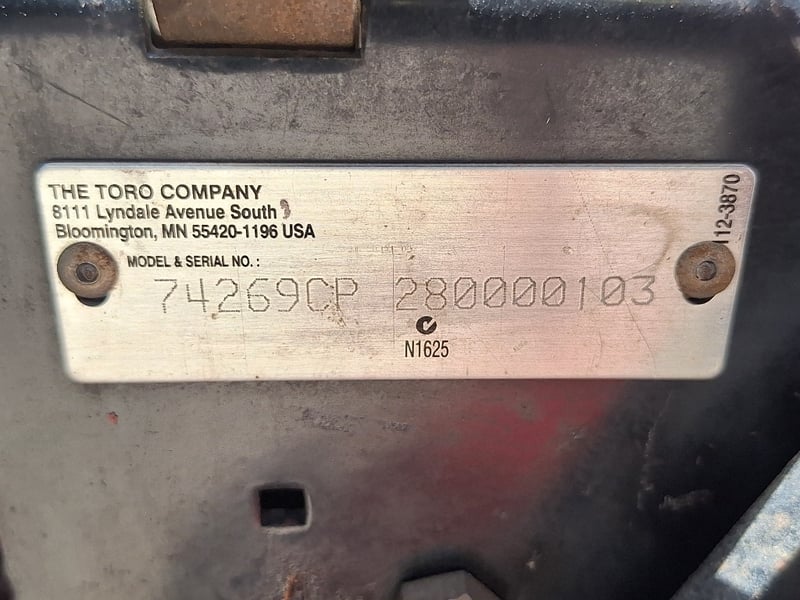 THE TORO COMPANY
8111 Lyndale Avenue South
Bloomington, MN 55420-1196 USA
MODEL & SERIAL NO.:
74269CP 280000103
N1625
112-3870